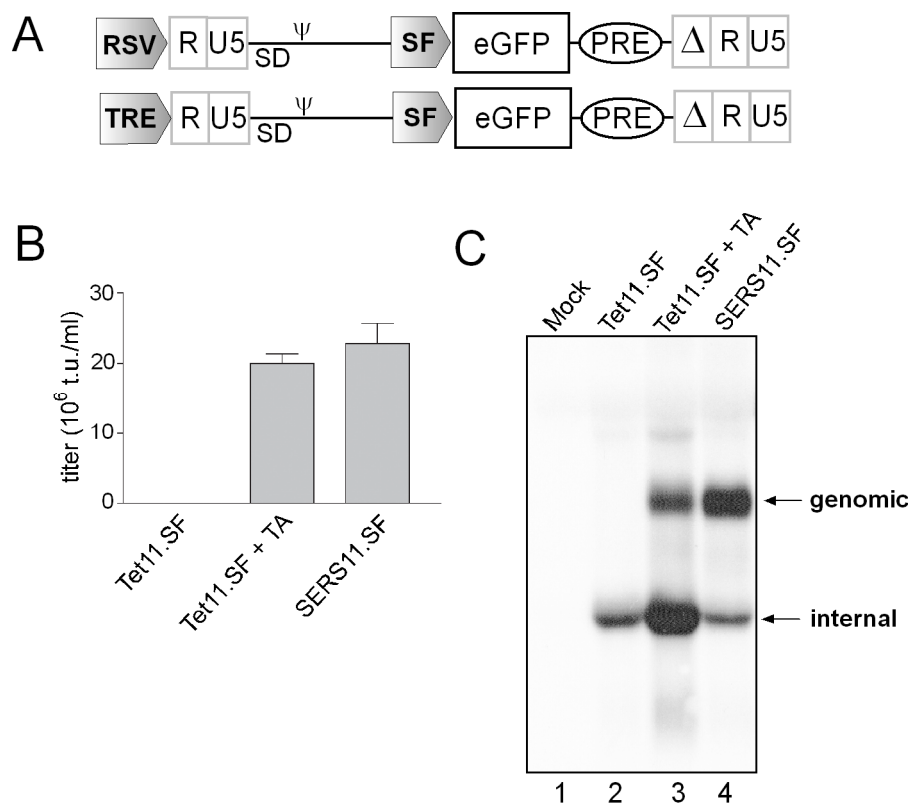 A
RSV R U5 SD ψ SF eGFP PRE Δ R U5
TRE R U5 SD ψ SF eGFP PRE Δ R U5
B
titer (10⁶ t.u./ml)
30
20
10
0
Tet11.SF
Tet11.SF + TA
SERS11.SF
C
Mock
Tet11.SF
Tet11.SF + TA
SERS11.SF
genomic
internal
1 2 3 4